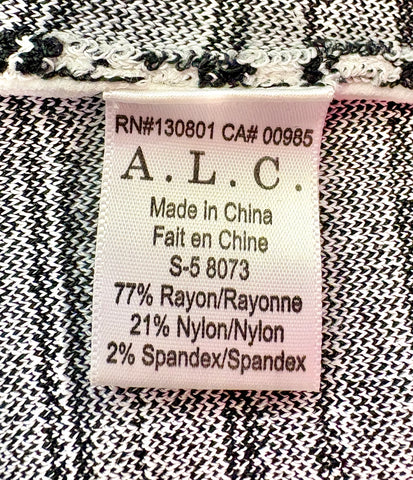 RN#130801 CA# 00985
A.L.C.
Made in China
Fait en Chine
S-5 8073
77% Rayon/Rayonne
21% Nylon/Nylon
2% Spandex/Spandex